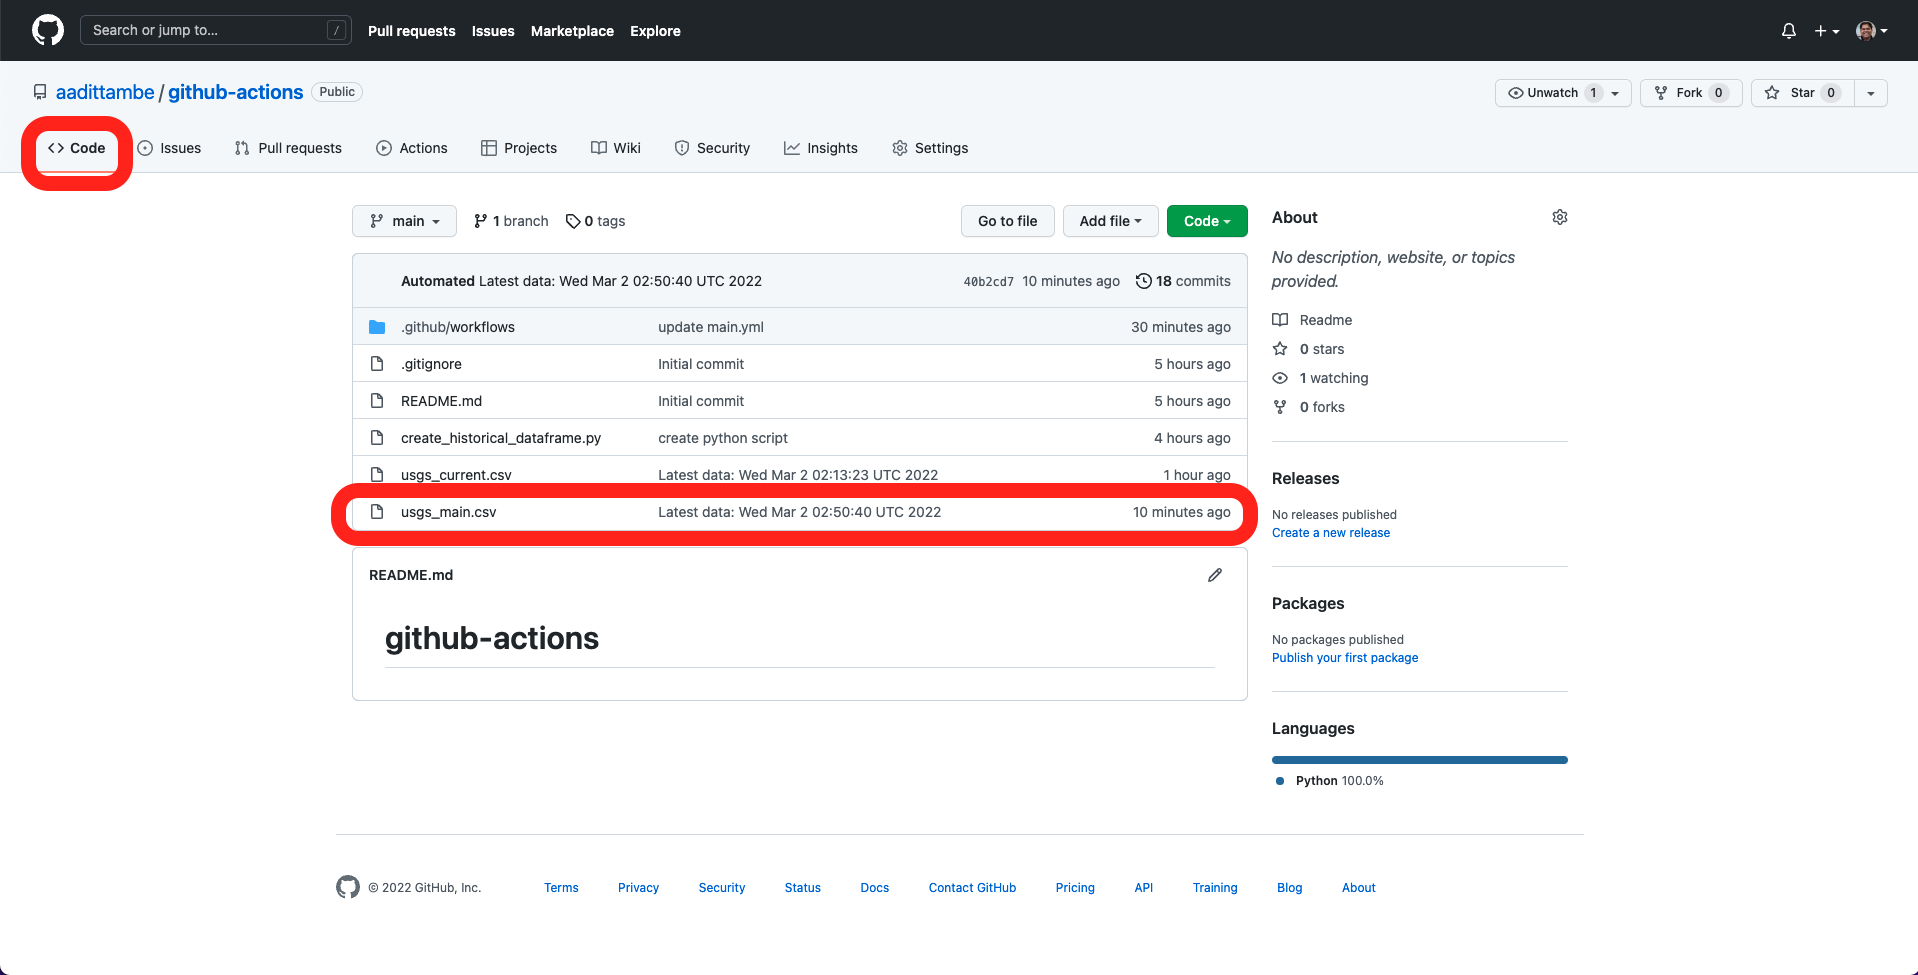 Search or jump to... /
Pull requests Issues Marketplace Explore
aadittambe / github-actions Public
Unwatch 1 Fork 0 Star 0
Code Issues Pull requests Actions Projects Wiki Security Insights Settings
main 1 branch 0 tags Go to file Add file Code
Automated Latest data: Wed Mar 2 02:50:40 UTC 2022 40b2cd7 10 minutes ago 18 commits
.github/workflows update main.yml 30 minutes ago
.gitignore Initial commit 5 hours ago
README.md Initial commit 5 hours ago
create_historical_dataframe.py create python script 4 hours ago
usgs_current.csv Latest data: Wed Mar 2 02:13:23 UTC 2022 1 hour ago
usgs_main.csv Latest data: Wed Mar 2 02:50:40 UTC 2022 10 minutes ago
README.md
github-actions
About
No description, website, or topics
provided.
Readme
0 stars
1 watching
0 forks
Releases
No releases published
Create a new release
Packages
No packages published
Publish your first package
Languages
Python 100.0%
© 2022 GitHub, Inc. Terms Privacy Security Status Docs Contact GitHub Pricing API Training Blog About